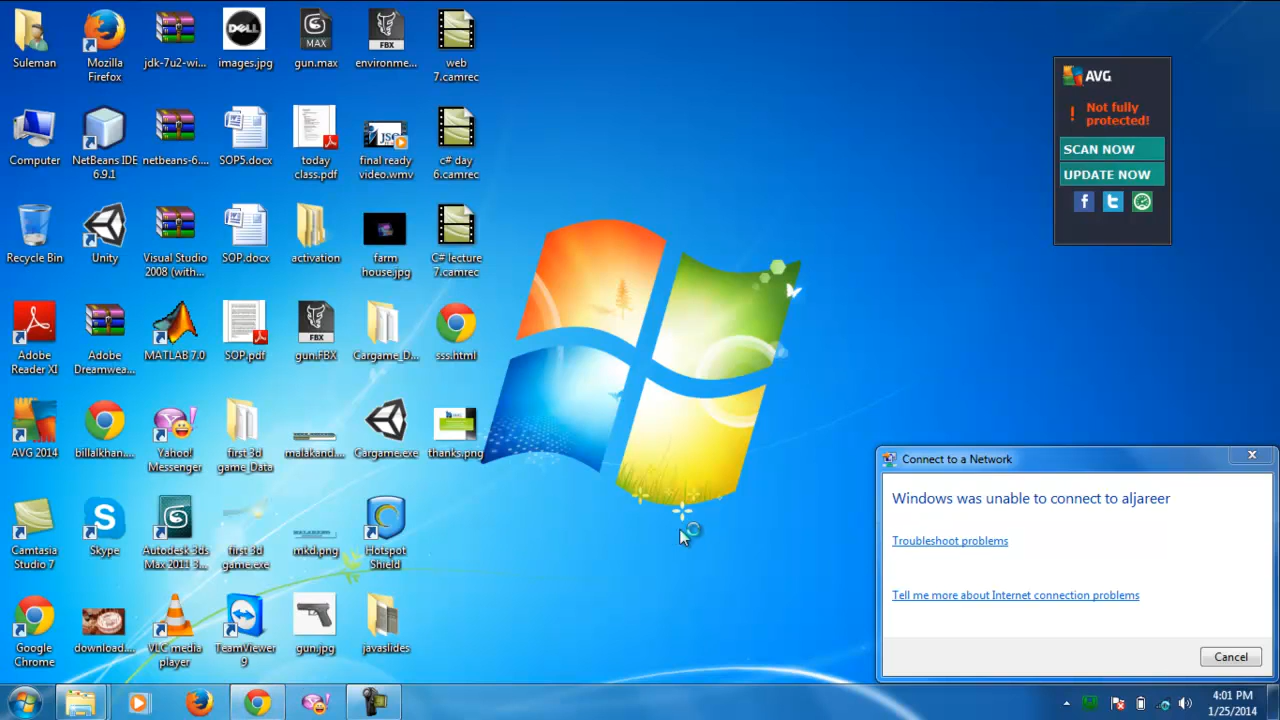 Suleman
Mozilla
Firefox
jdk-7u2-wi...
DELL
images.jpg
MAX
gun.max
FBX
environme...
web
7.camrec
Computer
NetBeans IDE
6.9.1
netbeans-6....
SOP5.docx
today
class.pdf
JSE
final ready
video.wmv
c# day
6.camrec
Recycle Bin
Unity
Visual Studio
2008 (with...
SOP.docx
activation
farm
house.jpg
C# lecture
7.camrec
Adobe
Reader XI
Adobe
Dreamwea...
MATLAB 7.0
SOP.pdf
FBX
gun.FBX
Cargame_D...
sss.html
AVG 2014
billalkhan....
Yahoo!
Messenger
first 3d
game_Data
malakand....
Cargame.exe
thanks.png
Camtasia
Studio 7
Skype
Autodesk 3ds
Max 2011 3...
first 3d
game.exe
mkd.png
Hotspot
Shield
Google
Chrome
download....
VLC media
player
TeamViewer
9
gun.jpg
javaslides
AVG
! Not fully
protected!
SCAN NOW
UPDATE NOW
Connect to a Network
Windows was unable to connect to aljareer
Troubleshoot problems
Tell me more about Internet connection problems
Cancel
4:01 PM
1/25/2014